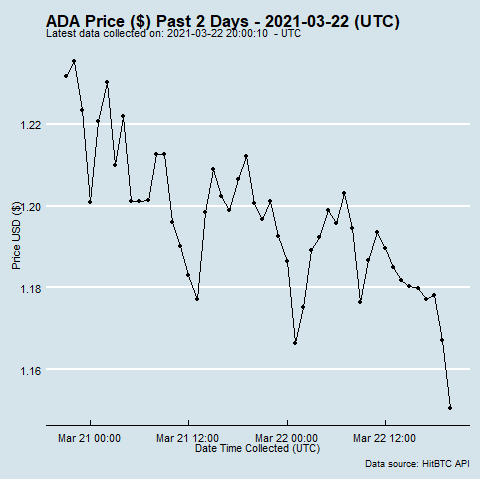 ADA Price ($) Past 2 Days - 2021-03-22 (UTC)
Latest data collected on: 2021-03-22 20:00:10 - UTC
1.22
1.20
1.18
1.16
Price USD ($)
Mar 21 00:00 Mar 21 12:00 Mar 22 00:00 Mar 22 12:00
Date Time Collected (UTC)
Data source: HitBTC API